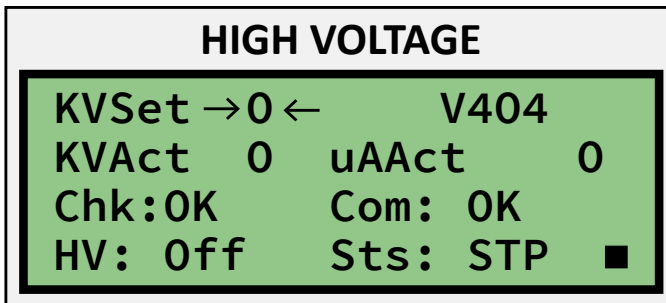 HIGH VOLTAGE
KVSet →0← V404
KVAct 0 uAAct 0
Chk:OK Com: OK
HV: Off Sts: STP ■